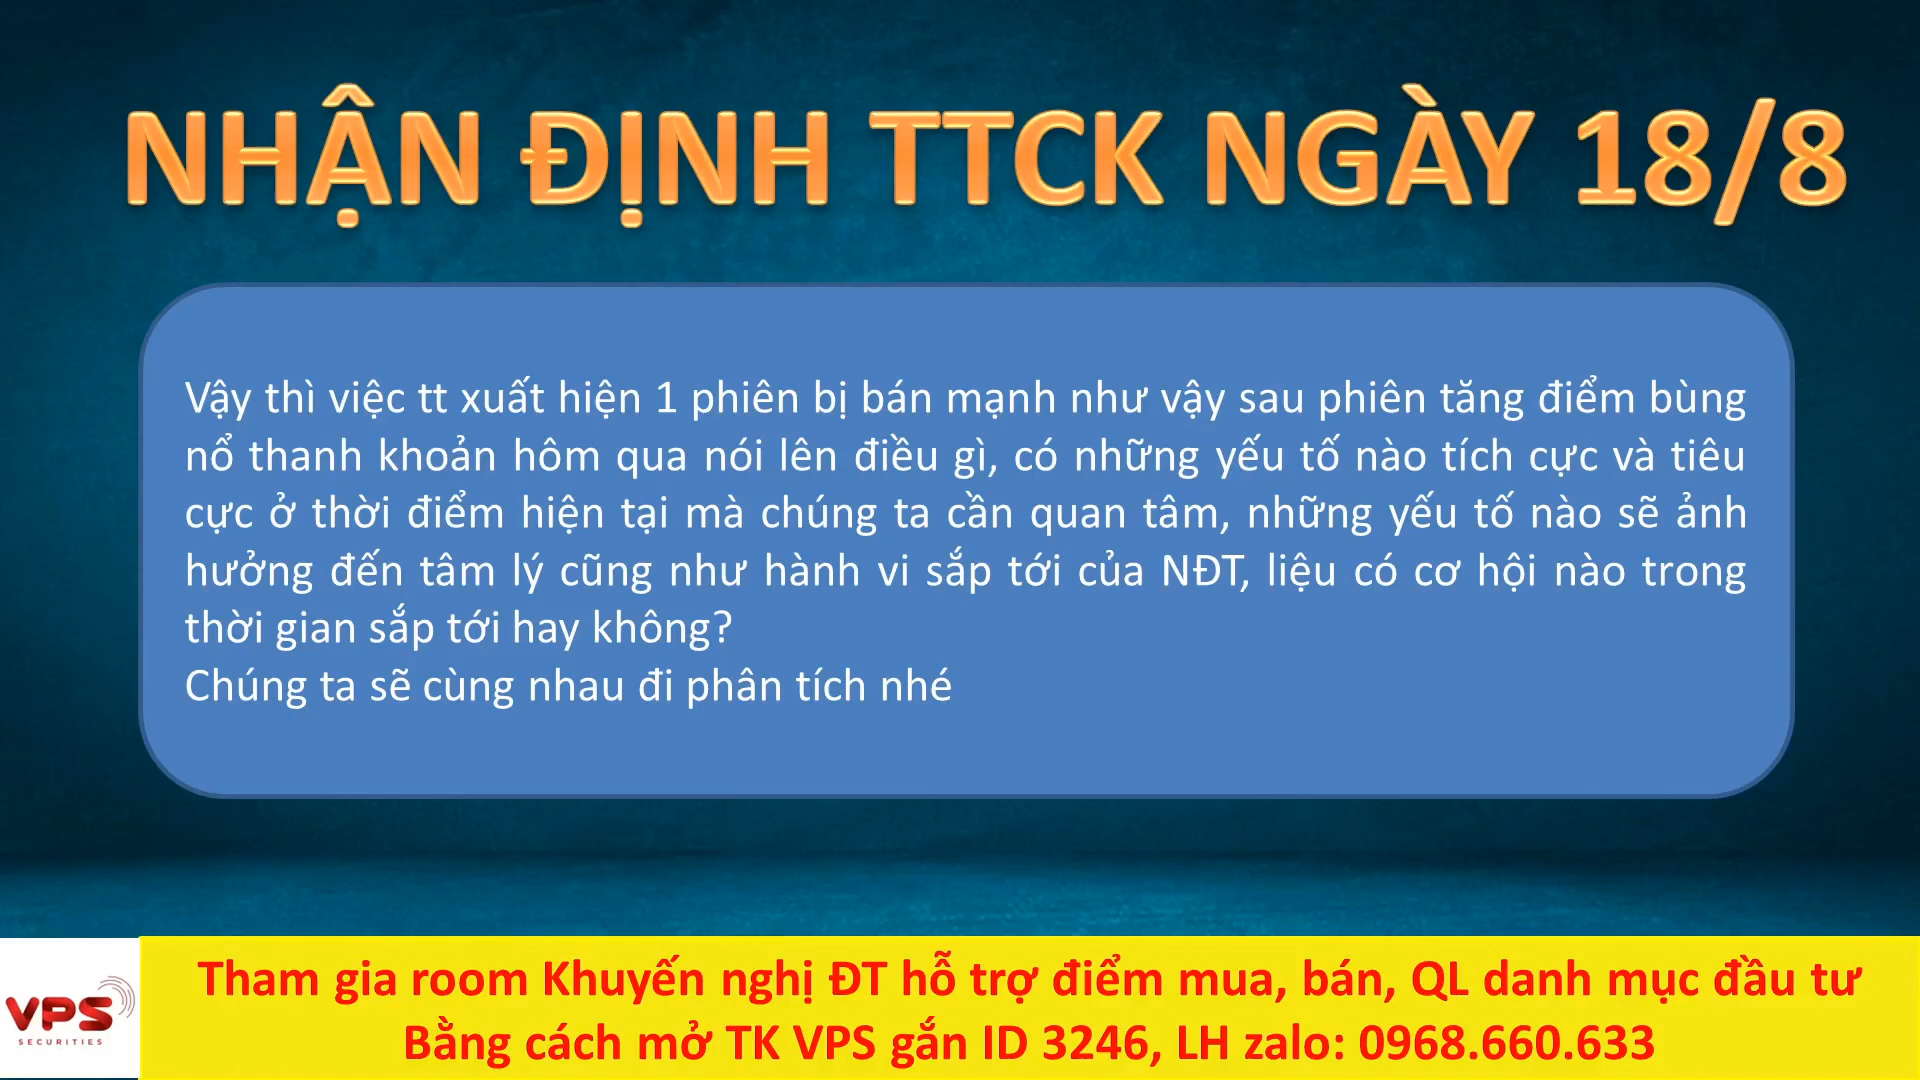 NHẬN ĐỊNH TTCK NGÀY 18/8
Vậy thì việc tt xuất hiện 1 phiên bị bán mạnh như vậy sau phiên tăng điểm bùng
nổ thanh khoản hôm qua nói lên điều gì, có những yếu tố nào tích cực và tiêu
cực ở thời điểm hiện tại mà chúng ta cần quan tâm, những yếu tố nào sẽ ảnh
hưởng đến tâm lý cũng như hành vi sắp tới của NĐT, liệu có cơ hội nào trong
thời gian sắp tới hay không?
Chúng ta sẽ cùng nhau đi phân tích nhé
Tham gia room Khuyến nghị ĐT hỗ trợ điểm mua, bán, QL danh mục đầu tư
Bằng cách mở TK VPS gắn ID 3246, LH zalo: 0968.660.633
VPS
SECURITIES